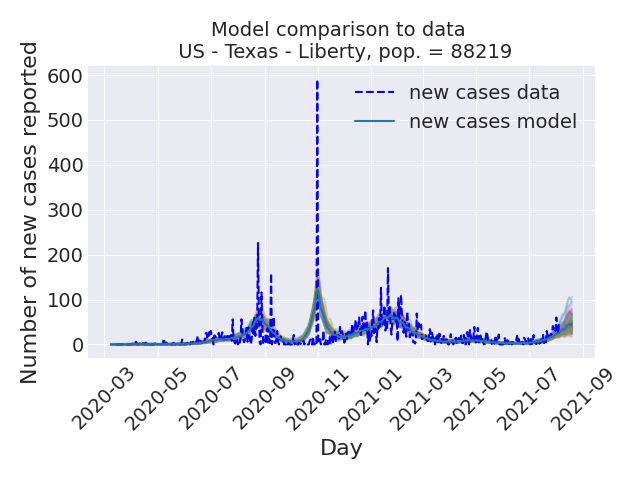 Model comparison to data
US - Texas - Liberty, pop. = 88219
Number of new cases reported
600
500
400
300
200
100
0
new cases data
new cases model
2020-03
2020-05
2020-07
2020-09
2020-11
2021-01
2021-03
2021-05
2021-07
2021-09
Day